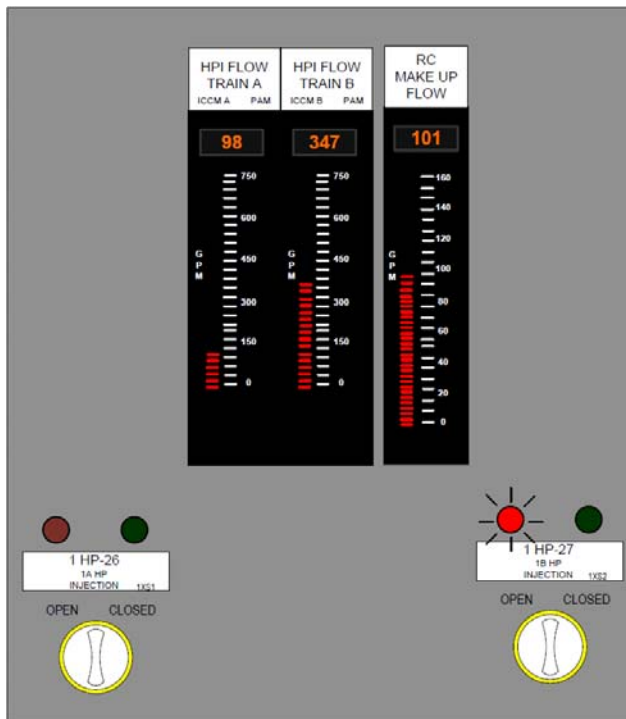 HPI FLOW
TRAIN A
ICCM A PAM
HPI FLOW
TRAIN B
ICCM B PAM
RC
MAKE UP
FLOW
98
347
101
750
600
450
300
150
0
GPM
750
600
450
300
150
0
GPM
160
140
120
100
80
60
40
20
0
GPM
1 HP-26
1A HP
INJECTION 1XS1
OPEN CLOSED
1 HP-27
1B HP
INJECTION 1XS2
OPEN CLOSED